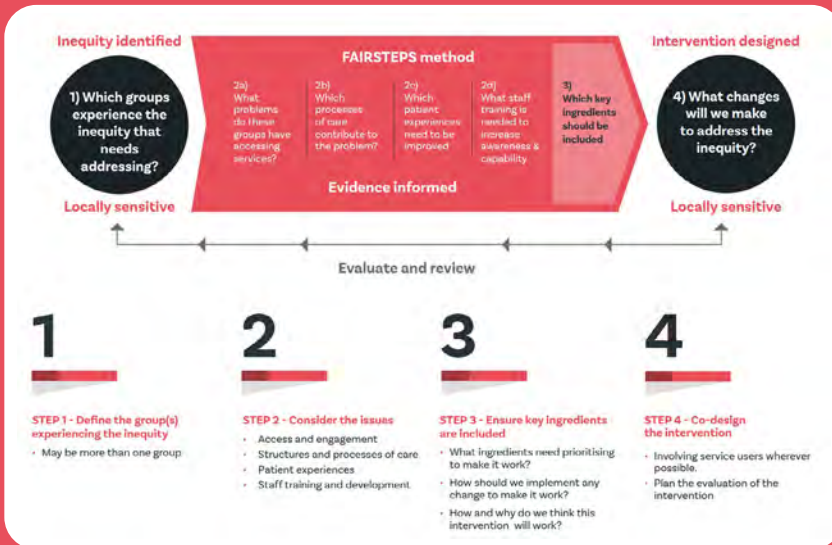 Inequity identified
1) Which groups
experience the
inequity that
needs
addressing?
Locally sensitive
FAIRSTEPS method
2a)
What
problems
do these
groups have
accessing
services?
2b)
Which
processes
of care
contribute to
the problem?
2c)
Which
patient
experiences
need to be
improved
2d)
What staff
training is
needed to
increase
awareness &
capability
3)
Which key
ingredients
should be
included
Evidence informed
Intervention designed
4) What changes
will we make
to address the
inequity?
Locally sensitive
Evaluate and review
1
STEP 1 - Define the group(s)
experiencing the inequity
• May be more than one group
2
STEP 2 - Consider the issues
• Access and engagement
• Structures and processes of care
• Patient experiences
• Staff training and development
3
STEP 3 - Ensure key ingredients
are included
• What ingredients need prioritising
to make it work?
• How should we implement any
change to make it work?
• How and why do we think this
intervention will work?
4
STEP 4 - Co-design
the intervention
• Involving service users wherever
possible.
• Plan the evaluation of the
intervention